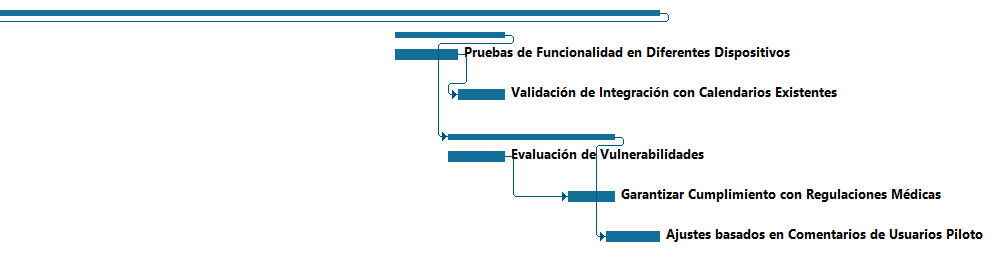 Pruebas de Funcionalidad en Diferentes Dispositivos
Validación de Integración con Calendarios Existentes
Evaluación de Vulnerabilidades
Garantizar Cumplimiento con Regulaciones Médicas
Ajustes basados en Comentarios de Usuarios Piloto